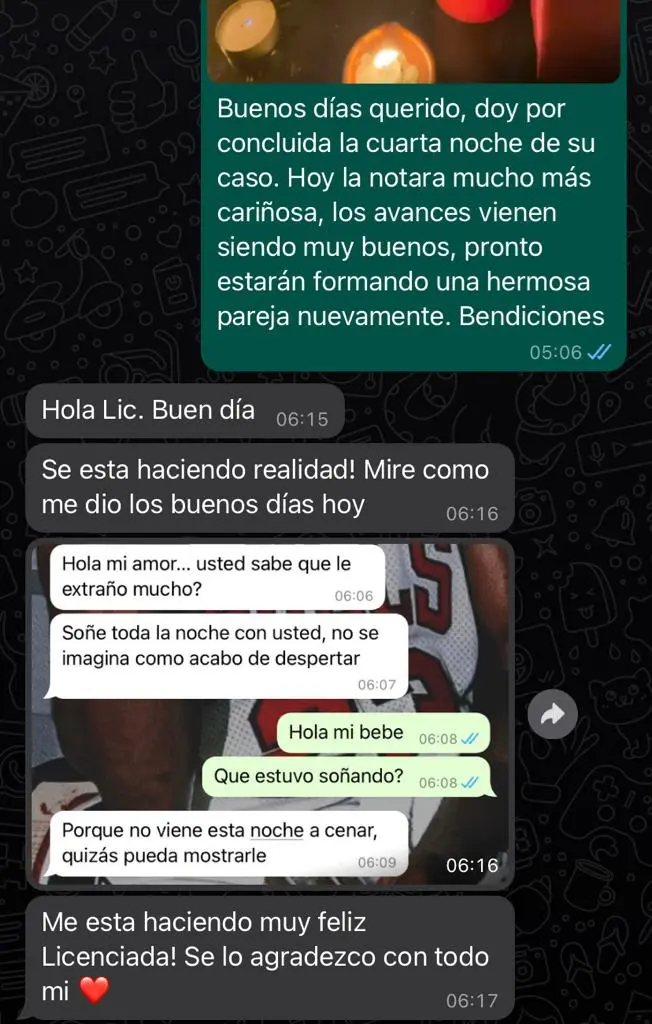 Buenos días querido, doy por
concluida la cuarta noche de su
caso. Hoy la notara mucho más
cariñosa, los avances vienen
siendo muy buenos, pronto
estarán formando una hermosa
pareja nuevamente. Bendiciones
05:06
Hola Lic. Buen día 06:15
Se esta haciendo realidad! Mire como
me dio los buenos días hoy 06:16
Hola mi amor... usted sabe que le
extraño mucho? 06:06
Soñe toda la noche con usted, no se
imagina como acabo de despertar
06:07
Hola mi bebe 06:08
Que estuvo soñando? 06:08
Porque no viene esta noche a cenar,
quizás pueda mostrarle 06:09
06:16
Me esta haciendo muy feliz
Licenciada! Se lo agradezco con todo
mi ❤️ 06:17